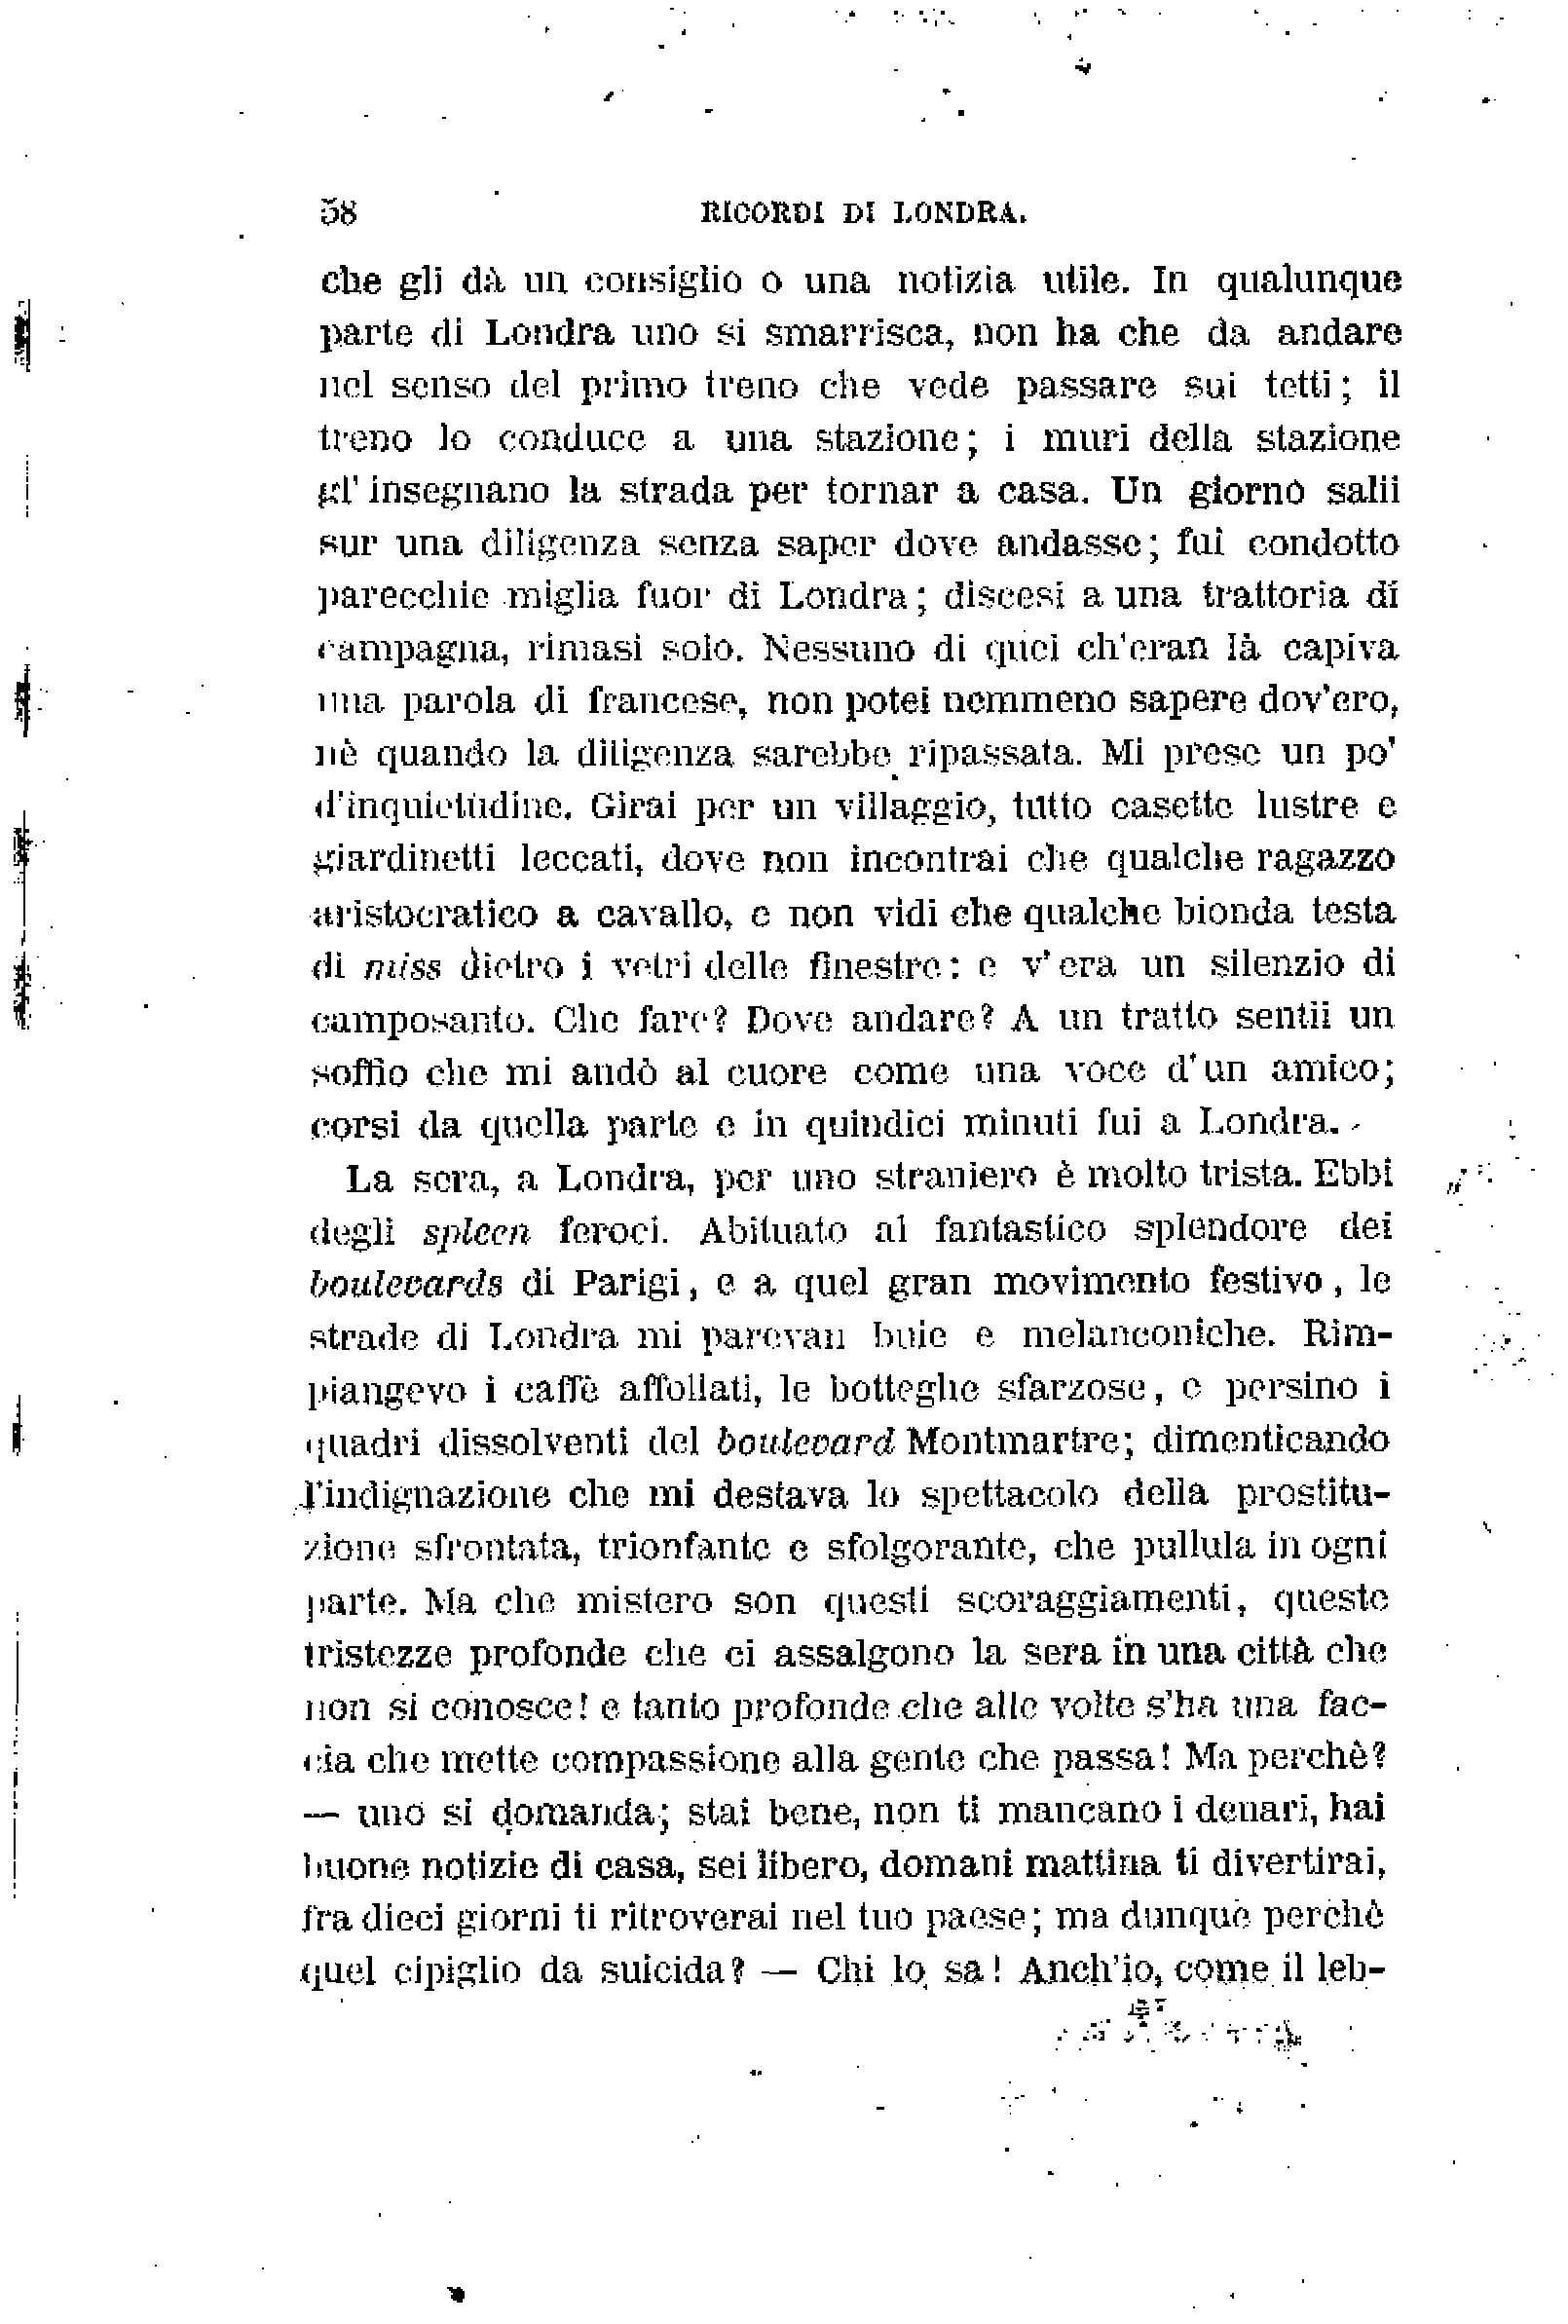 58 RICORDI DI LONDRA.
che gli dà un consiglio o una notizia utile. In qualunque
parte di Londra uno si smarrisca, non ha che da andare
nel senso del primo treno che vede passare sui tetti; il
treno lo conduce a una stazione; i muri della stazione
gl'insegnano la strada per tornar a casa. Un giorno salii
sur una diligenza senza saper dove andasse; fui condotto
parecchie miglia fuor di Londra; discesi a una trattoria di
campagna, rimasi solo. Nessuno di quei ch'eran là capiva
una parola di francese, non potei nemmeno sapere dov'ero,
nè quando la diligenza sarebbe ripassata. Mi prese un po'
d'inquietudine. Girai per un villaggio, tutto casette lustre e
giardinetti leccati, dove non incontrai che qualche ragazzo
aristocratico a cavallo, e non vidi che qualche bionda testa
di miss dietro i vetri delle finestre: e v'era un silenzio di
camposanto. Che fare? Dove andare? A un tratto sentii un
soffio che mi andò al cuore come una voce d'un amico;
corsi da quella parte e in quindici minuti fui a Londra.
La sera, a Londra, per uno straniero è molto trista. Ebbi
degli spleen feroci. Abituato al fantastico splendore dei
boulevards di Parigi, e a quel gran movimento festivo, le
strade di Londra mi parevan buie e melanconiche. Rim-
piangevo i caffè affollati, le botteghe sfarzose, e persino i
quadri dissolventi del boulevard Montmartre; dimenticando
l'indignazione che mi destava lo spettacolo della prostitu-
zione sfrontata, trionfante e sfolgorante, che pullula in ogni
parte. Ma che mistero son questi scoraggiamenti, queste
tristezze profonde che ci assalgono la sera in una città che
non si conosce! e tanto profonde che alle volte s'ha una fac-
cia che mette compassione alla gente che passa! Ma perchè?
— uno si domanda; stai bene, non ti mancano i denari, hai
buone notizie di casa, sei libero, domani mattina ti divertirai,
fra dieci giorni ti ritroverai nel tuo paese; ma dunque perchè
quel cipiglio da suicida? — Chi lo sa! Anch'io, come il leb-